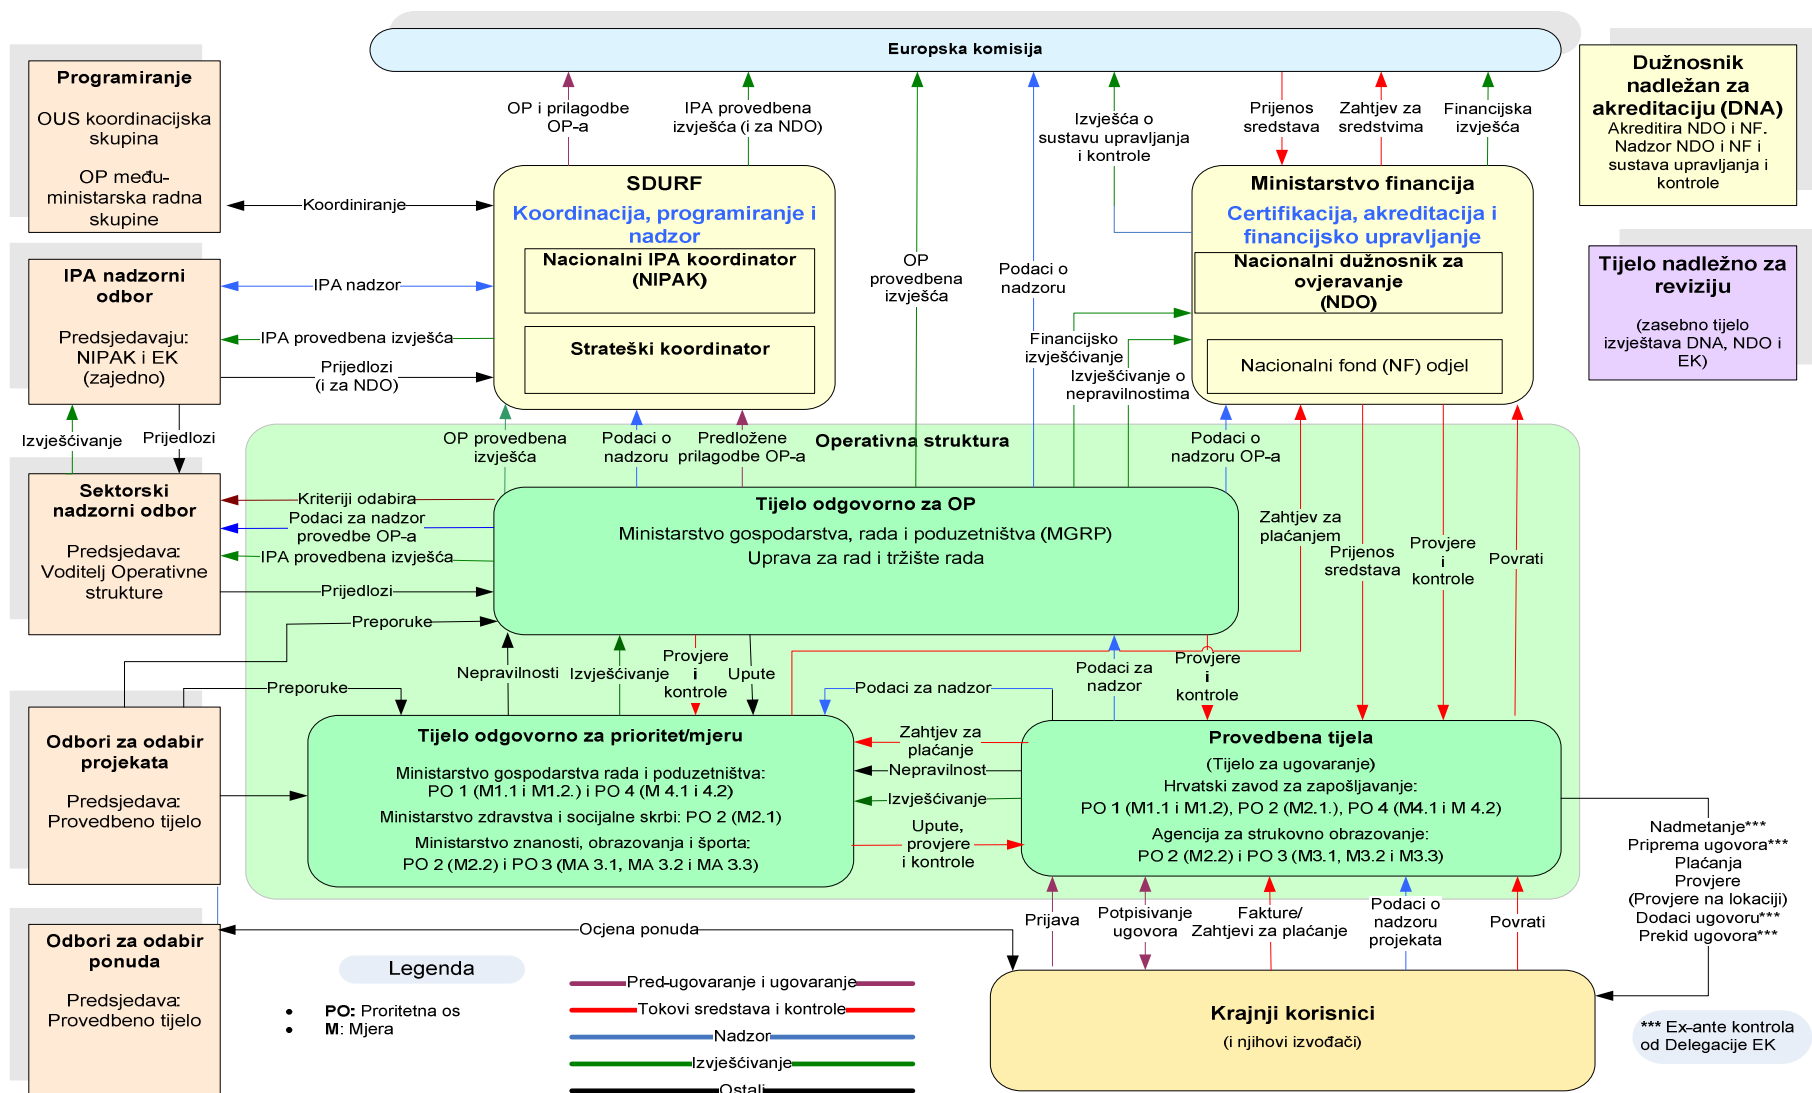 Europska komisija
Programiranje
OUS koordinacijska
skupina
OP među-
ministarska radna
skupine
Dužnosnik
nadležan za
akreditaciju (DNA)
Akreditira NDO i NF.
Nadzor NDO i NF i
sustava upravljanja i
kontrole
OP i prilagodbe
OP-a
IPA provedbena
izvješća (i za NDO)
Izvješća o
sustavu upravljanja
i kontrole
Prijenos
sredstava
Zahtjev za
sredstvima
Financijska
izvješća
Koordiniranje
SDURF
Koordinacija, programiranje i
nadzor
Nacionalni IPA koordinator
(NIPAK)
Strateški koordinator
Ministarstvo financija
Certifikacija, akreditacija i
financijsko upravljanje
Nacionalni dužnosnik za
ovjeravanje
(NDO)
Nacionalni fond (NF) odjel
Tijelo nadležno za
reviziju
(zasebno tijelo
izvještava DNA, NDO i
EK)
IPA nadzorni
odbor
Predsjedavaju:
NIPAK i EK
(zajedno)
IPA nadzor
IPA provedbena izvješća
Prijedlozi
(i za NDO)
OP
provedbena
izvješća
Podaci o
nadzoru
Financijsko
izvješćivanje
Izvješćivanje o
nepravilnostima
Izvješćivanje
Prijedlozi
OP provedbena
izvješća
Podaci o
nadzoru
Predložene
prilagodbe OP-a
Operativna struktura
Podaci o
nadzoru OP-a
Sektorski
nadzorni odbor
Predsjedava:
Voditelj Operativne
strukture
Kriteriji odabira
Podaci za nadzor
provedbe OP-a
IPA provedbena izvješća
Prijedlozi
Preporuke
Tijelo odgovorno za OP
Ministarstvo gospodarstva, rada i poduzetništva (MGRP)
Uprava za rad i tržište rada
Zahtjev za
plaćanjem
Prijenos
sredstava
Provjere
i
kontrole
Povrati
Nepravilnosti
Izvješćivanje
Provjere
i
kontrole
Upute
Podaci za
nadzor
Provjere
i
kontrole
Preporuke
Podaci za nadzor
Odbori za odabir
projekata
Predsjedava:
Provedbeno tijelo
Tijelo odgovorno za prioritet/mjeru
Ministarstvo gospodarstva rada i poduzetništva:
PO 1 (M1.1 i M1.2.) i PO 4 (M 4.1 i 4.2)
Ministarstvo zdravstva i socijalne skrbi: PO 2 (M2.1)
Ministarstvo znanosti, obrazovanja i športa:
PO 2 (M2.2) i PO 3 (MA 3.1, MA 3.2 i MA 3.3)
Zahtjev za
plaćanje
Nepravilnost
Izvješćivanje
Upute,
provjere
i kontrole
Provedbena tijela
(Tijelo za ugovaranje)
Hrvatski zavod za zapošljavanje:
PO 1 (M1.1 i M1.2), PO 2 (M2.1.), PO 4 (M4.1 i M 4.2)
Agencija za strukovno obrazovanje:
PO 2 (M2.2) i PO 3 (M3.1, M3.2 i M3.3)
Nadmetanje***
Priprema ugovora***
Plaćanja
Provjere
(Provjere na lokaciji)
Dodaci ugovoru***
Prekid ugovora***
Prijava
Potpisivanje
ugovora
Fakture/
Zahtjevi za plaćanje
Podaci o
nadzoru
projekata
Povrati
Odbori za odabir
ponuda
Predsjedava:
Provedbeno tijelo
Ocjena ponuda
Legenda
PO: Proritetna os
M: Mjera
Pred-ugovaranje i ugovaranje
Tokovi sredstava i kontrole
Nadzor
Izvješćivanje
Ostali
Krajnji korisnici
(i njihovi izvođači)
*** Ex-ante kontrola
od Delegacije EK